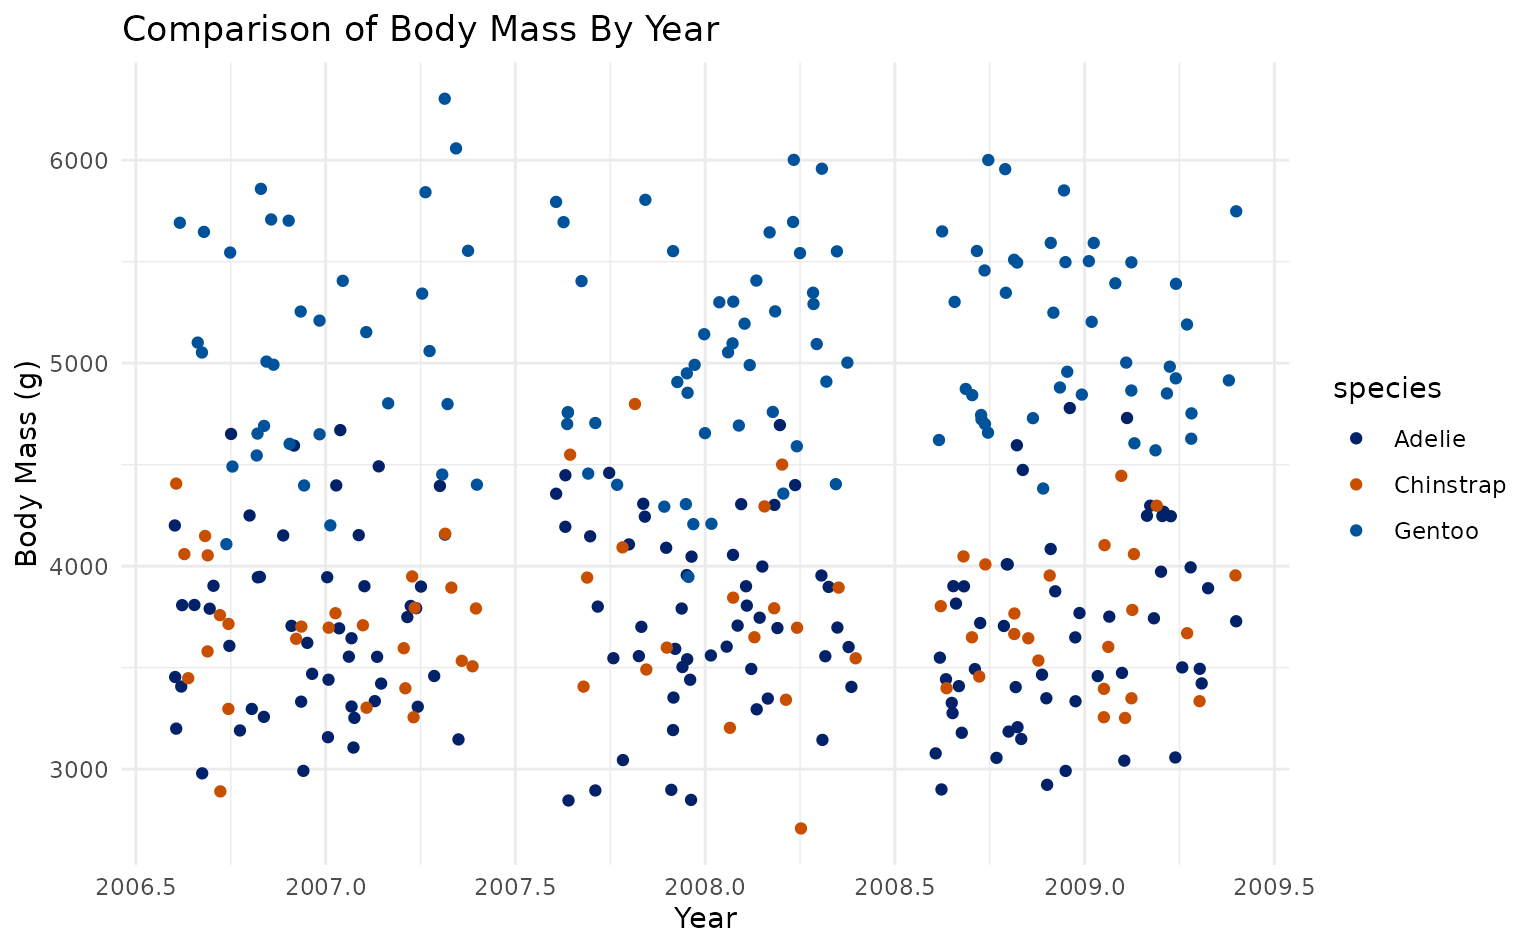 Comparison of Body Mass By Year
Body Mass (g)
6000
5000
4000
3000
2006.5 2007.0 2007.5 2008.0 2008.5 2009.0 2009.5
Year
species
Adelie
Chinstrap
Gentoo